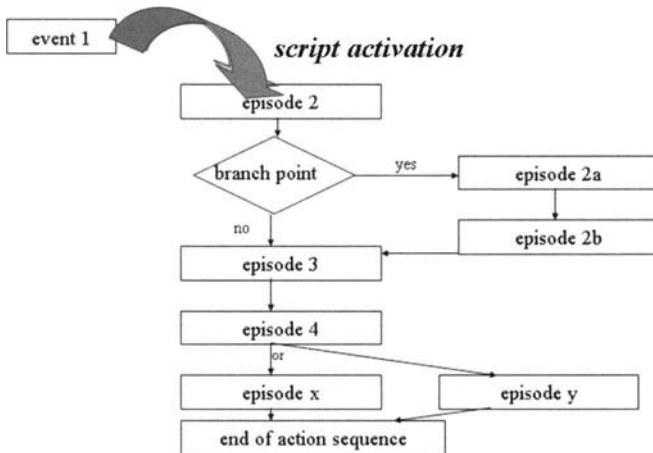 event 1
script activation
episode 2
branch point
yes
episode 2a
no
episode 2b
episode 3
episode 4
or
episode x
episode y
end of action sequence